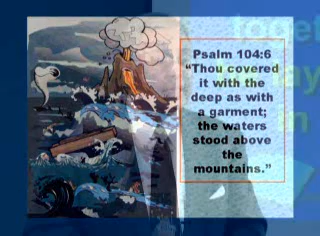 Psalm 104:6
“Thou covered
it with the
deep as with
a garment;
the waters
stood above
the
mountains.”